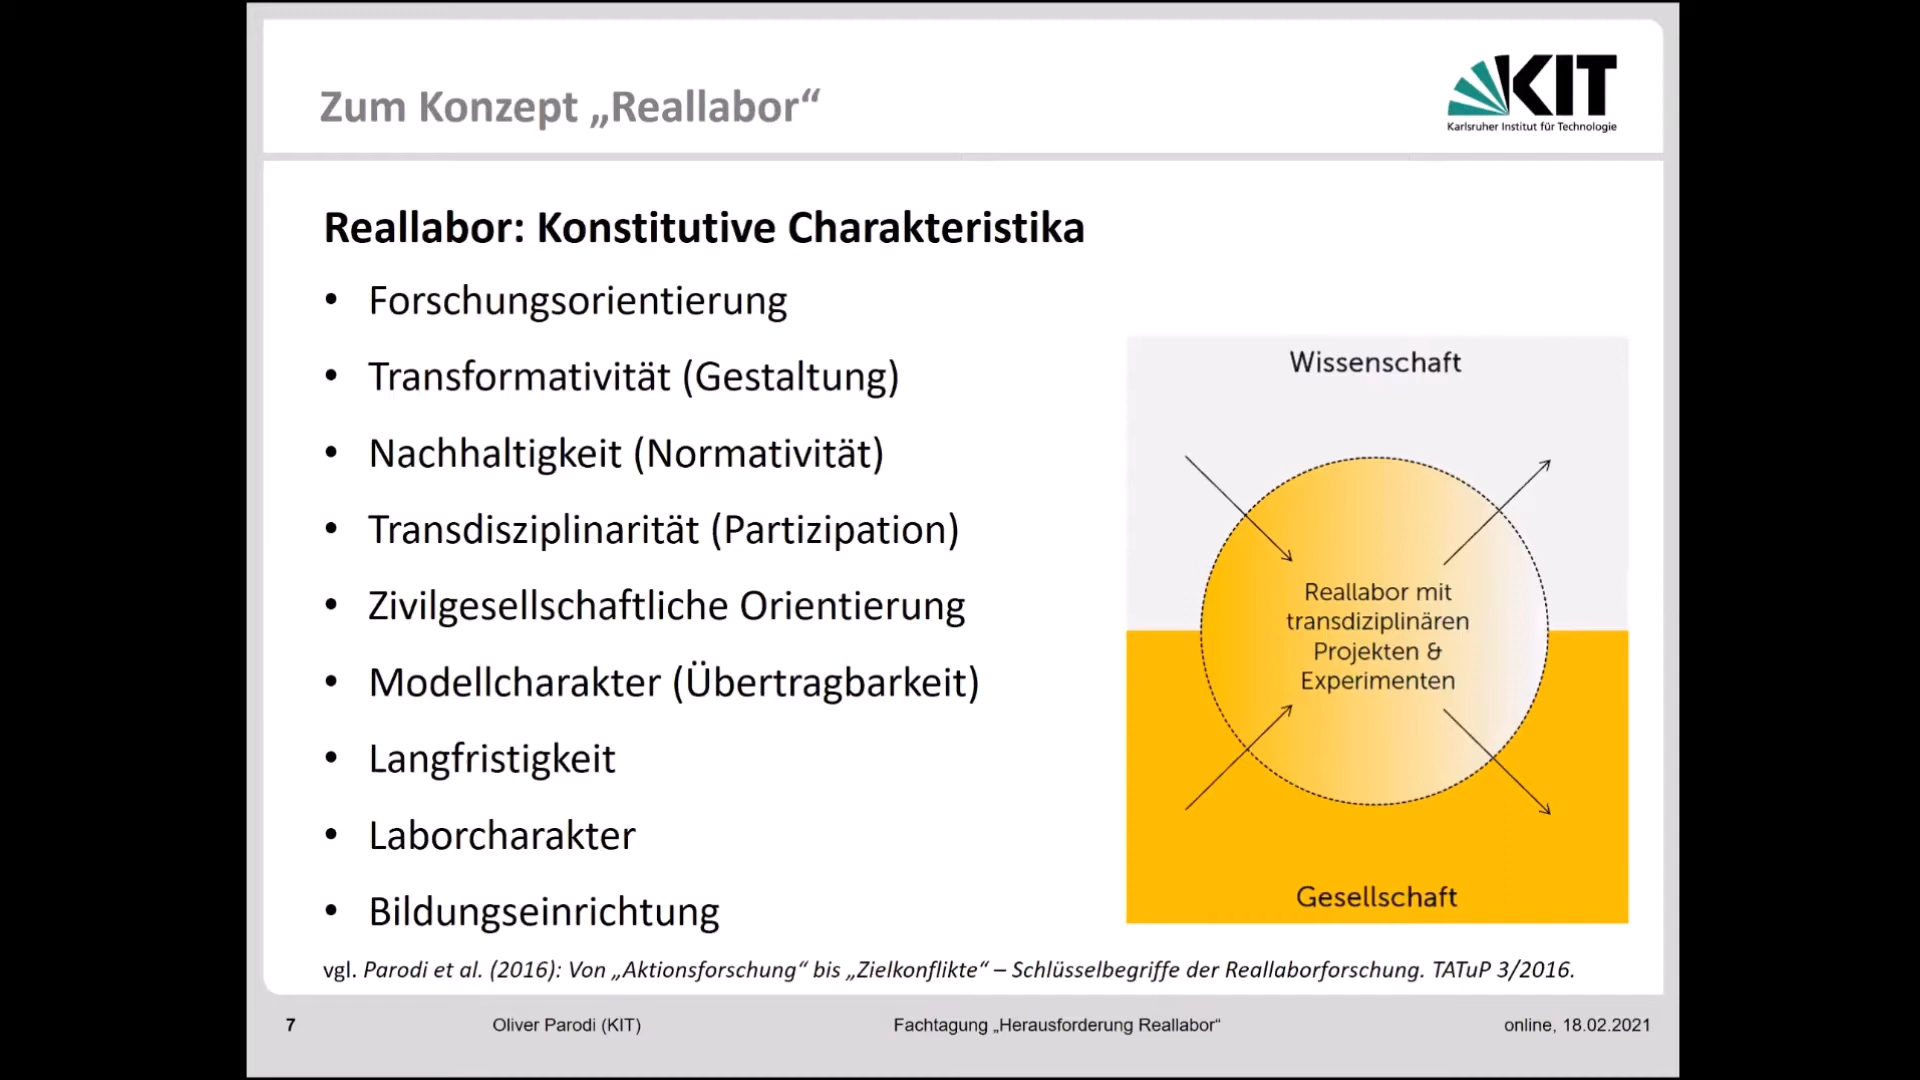 Zum Konzept „Reallabor“
KIT
Karlsruher Institut für Technologie
Reallabor: Konstitutive Charakteristika
• Forschungsorientierung
• Transformativität (Gestaltung)
• Nachhaltigkeit (Normativität)
• Transdisziplinarität (Partizipation)
• Zivilgesellschaftliche Orientierung
• Modellcharakter (Übertragbarkeit)
• Langfristigkeit
• Laborcharakter
• Bildungseinrichtung
Wissenschaft
Reallabor mit
transdiziplinären
Projekten &
Experimenten
Gesellschaft
vgl. Parodi et al. (2016): Von „Aktionsforschung“ bis „Zielkonflikte“ – Schlüsselbegriffe der Reallaborforschung. TATuP 3/2016.
7 Oliver Parodi (KIT) Fachtagung „Herausforderung Reallabor“ online, 18.02.2021